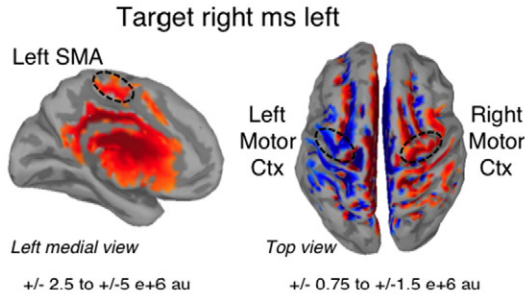 Target right ms left
Left SMA
Left
Motor
Ctx
Right
Motor
Ctx
Left medial view
Top view
+/- 2.5 to +/-5 e+6 au
+/- 0.75 to +/-1.5 e+6 au